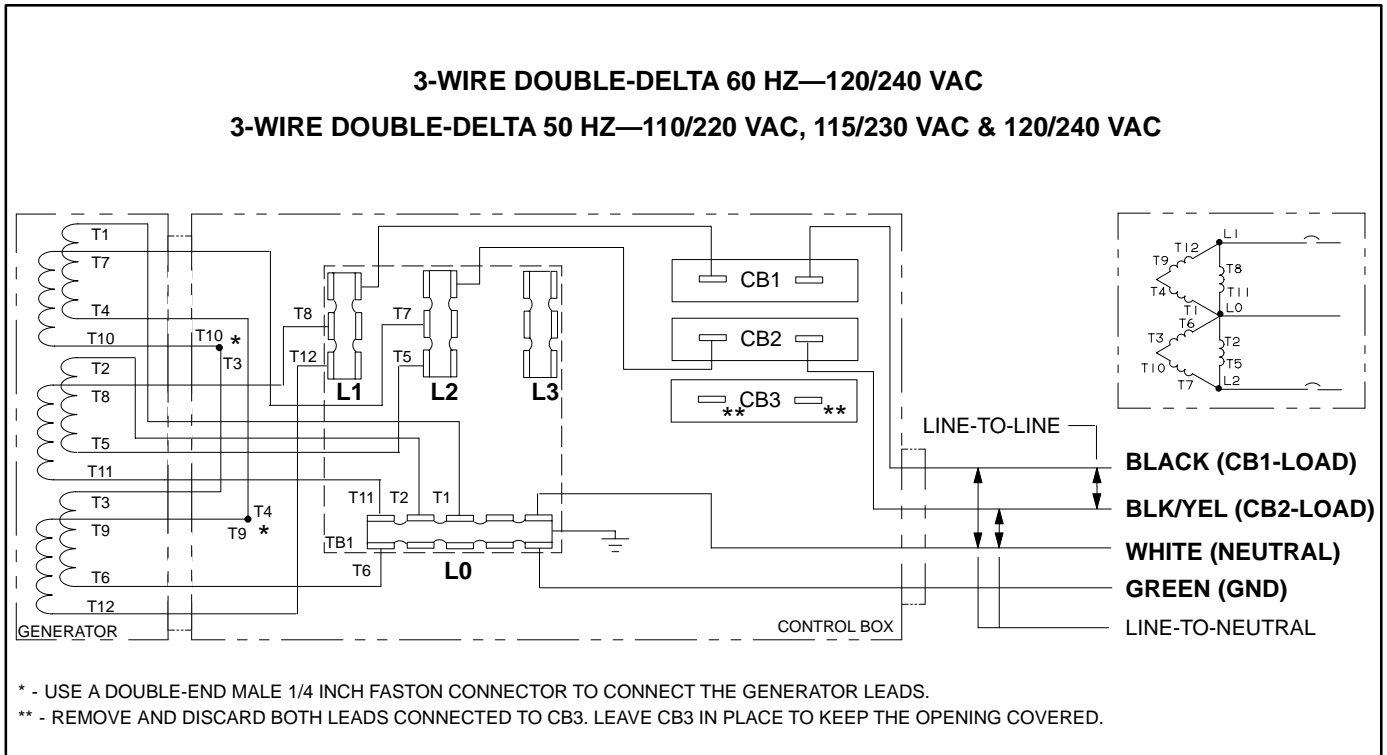 3-WIRE DOUBLE-DELTA 60 HZ—120/240 VAC
3-WIRE DOUBLE-DELTA 50 HZ—110/220 VAC, 115/230 VAC & 120/240 VAC
T1
T7
T4
T10
T2
T8
T5
T11
T3
T9
T6
T12
GENERATOR
T10 *
T3
T4
T9 *
T8
T12
L1
T7
T5
L2
L3
T11
T2
T1
TB1
T6
L0
CB1
CB2
CB3
** **
CONTROL BOX
L1
T12
T9
T8
T4
T11
T1
L0
T6
T3
T2
T10
T5
T7
L2
LINE-TO-LINE
BLACK (CB1-LOAD)
BLK/YEL (CB2-LOAD)
WHITE (NEUTRAL)
GREEN (GND)
LINE-TO-NEUTRAL
* - USE A DOUBLE-END MALE 1/4 INCH FASTON CONNECTOR TO CONNECT THE GENERATOR LEADS.
** - REMOVE AND DISCARD BOTH LEADS CONNECTED TO CB3. LEAVE CB3 IN PLACE TO KEEP THE OPENING COVERED.